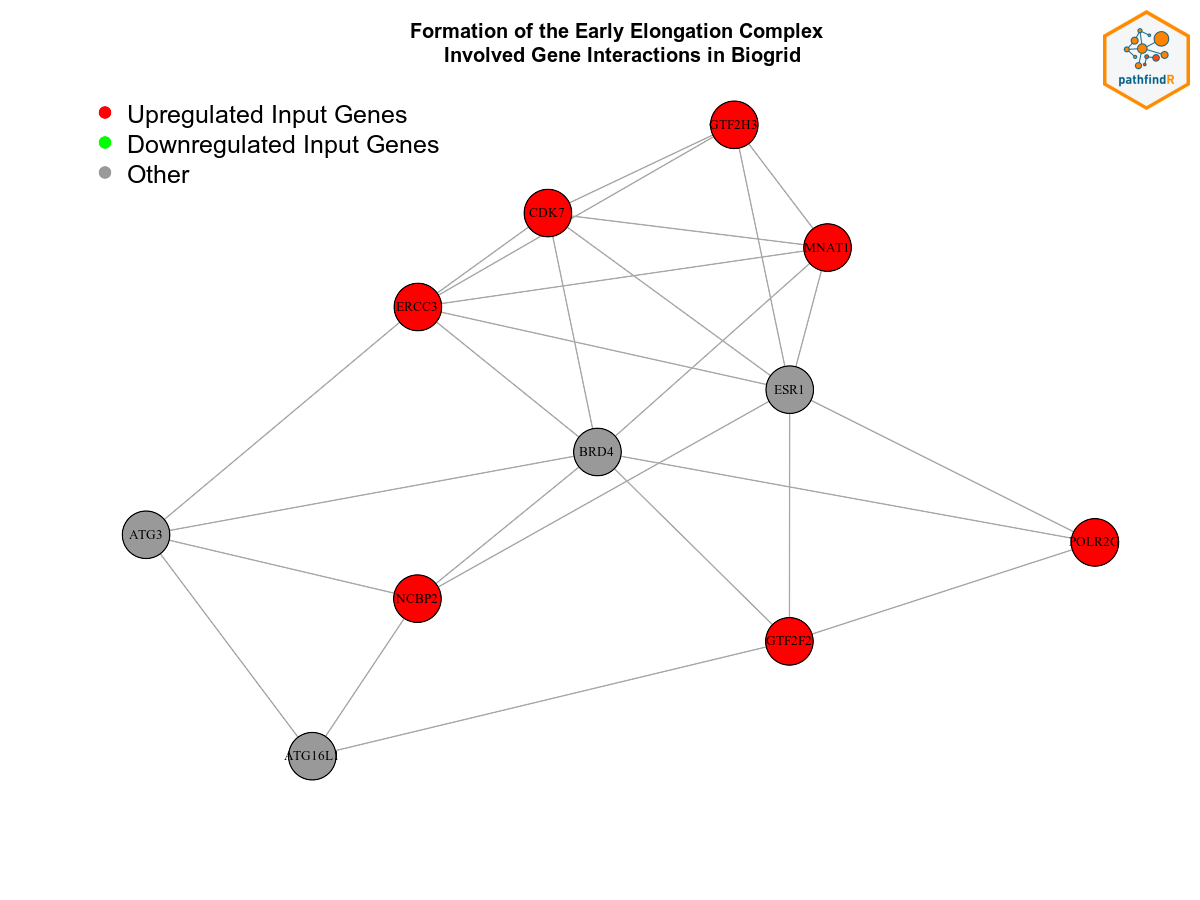 Formation of the Early Elongation Complex
Involved Gene Interactions in Biogrid
pathfindR
Upregulated Input Genes
Downregulated Input Genes
Other
GTF2H3
CDK7
MNAT1
ERCC3
ESR1
BRD4
ATG3
POLR2C
NCBP2
GTF2F2
ATG16L1